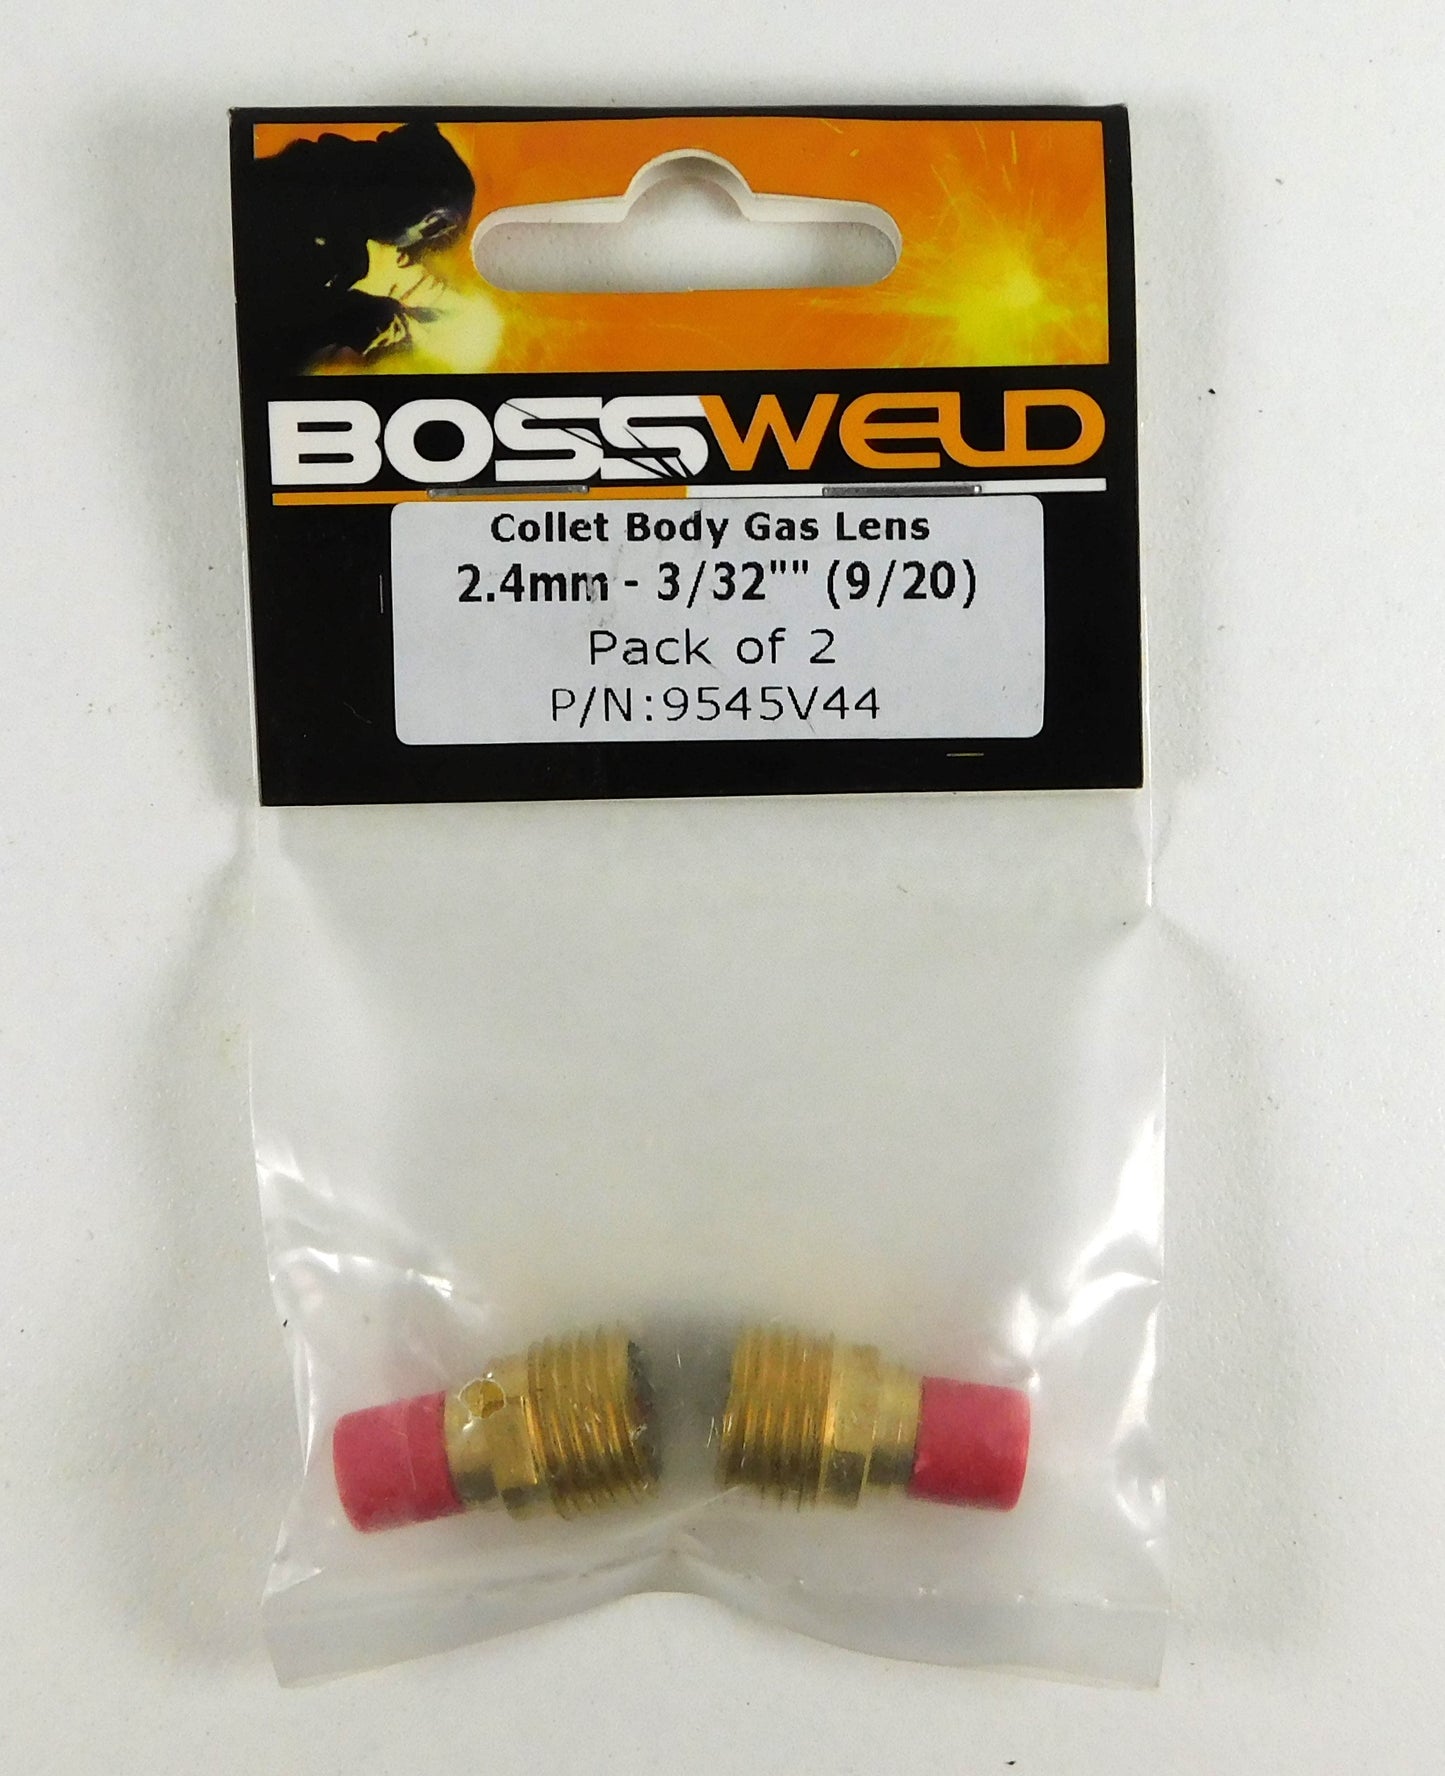 BOSSWELD
Collet Body Gas Lens
2.4mm - 3/32"" (9/20)
Pack of 2
P/N:9545V44